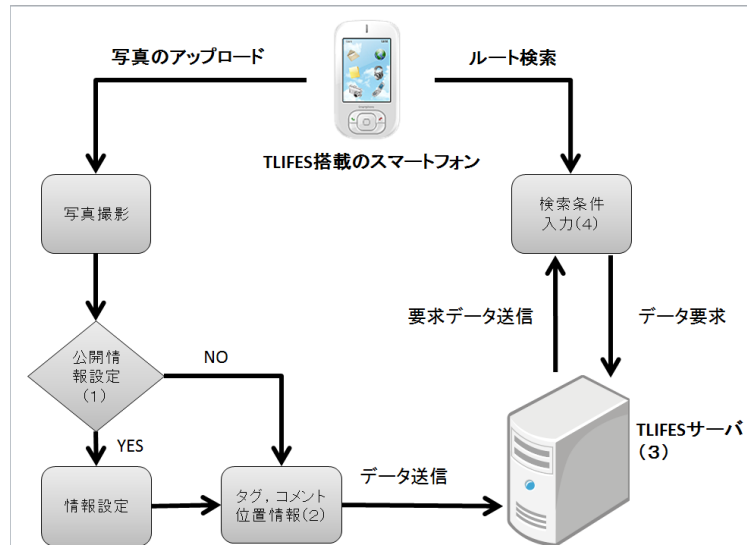 写真のアップロード
ルート検索
TLIFES搭載のスマートフォン
写真撮影
検索条件
入力(4)
要求データ送信
データ要求
公開情
報設定
(1)
NO
YES
TLIFESサーバ
(3)
情報設定
タグ,コメント
位置情報(2)
データ送信